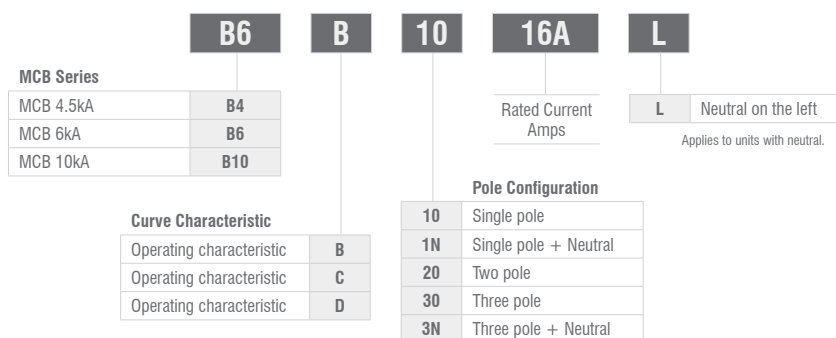 B6 B 10 16A L
MCB Series
MCB 4.5kA B4
MCB 6kA B6
MCB 10kA B10
Rated Current
Amps
L Neutral on the left
Applies to units with neutral.
Curve Characteristic
Operating characteristic B
Operating characteristic C
Operating characteristic D
Pole Configuration
10 Single pole
1N Single pole + Neutral
20 Two pole
30 Three pole
3N Three pole + Neutral